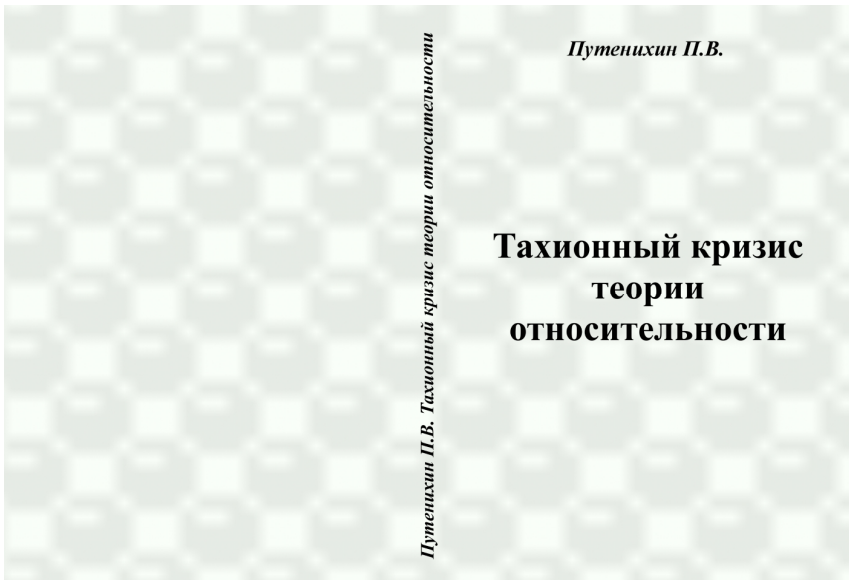 Путенихин П.В. Тахионный кризис теории относительности
Путенихин П.В.
Тахионный кризис
теории
относительности